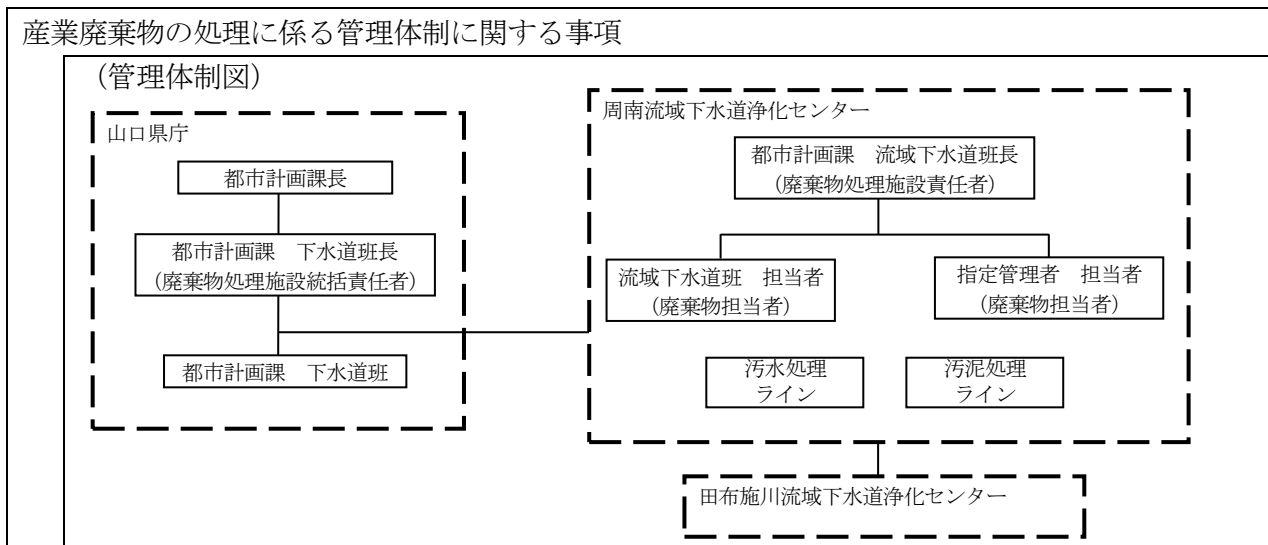 産業廃棄物の処理に係る管理体制に関する事項
(管理体制図)
山口県庁
都市計画課長
都市計画課　下水道班長
(廃棄物処理施設統括責任者)
都市計画課　下水道班
周南流域下水道浄化センター
都市計画課　流域下水道班長
(廃棄物処理施設責任者)
流域下水道班　担当者
(廃棄物担当者)
指定管理者　担当者
(廃棄物担当者)
汚水処理
ライン
汚泥処理
ライン
田布施川流域下水道浄化センター